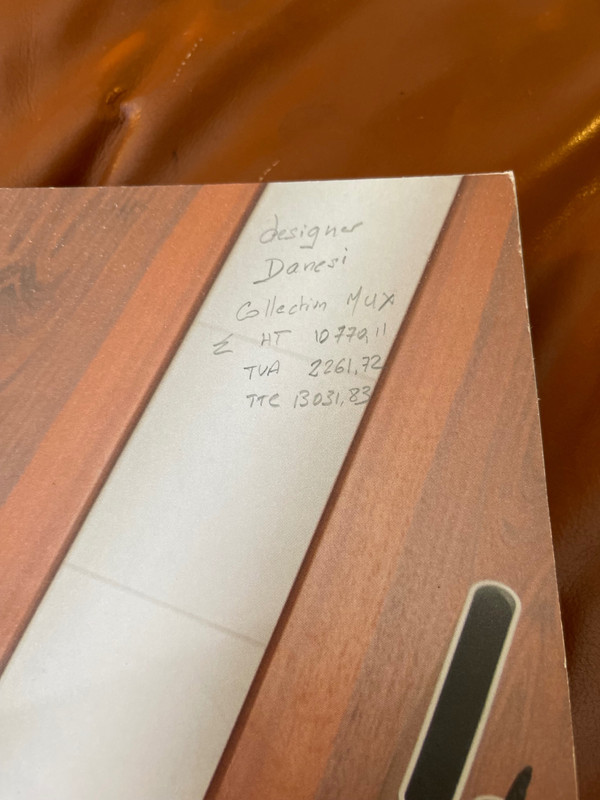 designer
Danesi
Collection MUX
Σ HT 10 770,11
TVA 2261,72
TTC 13 031,83